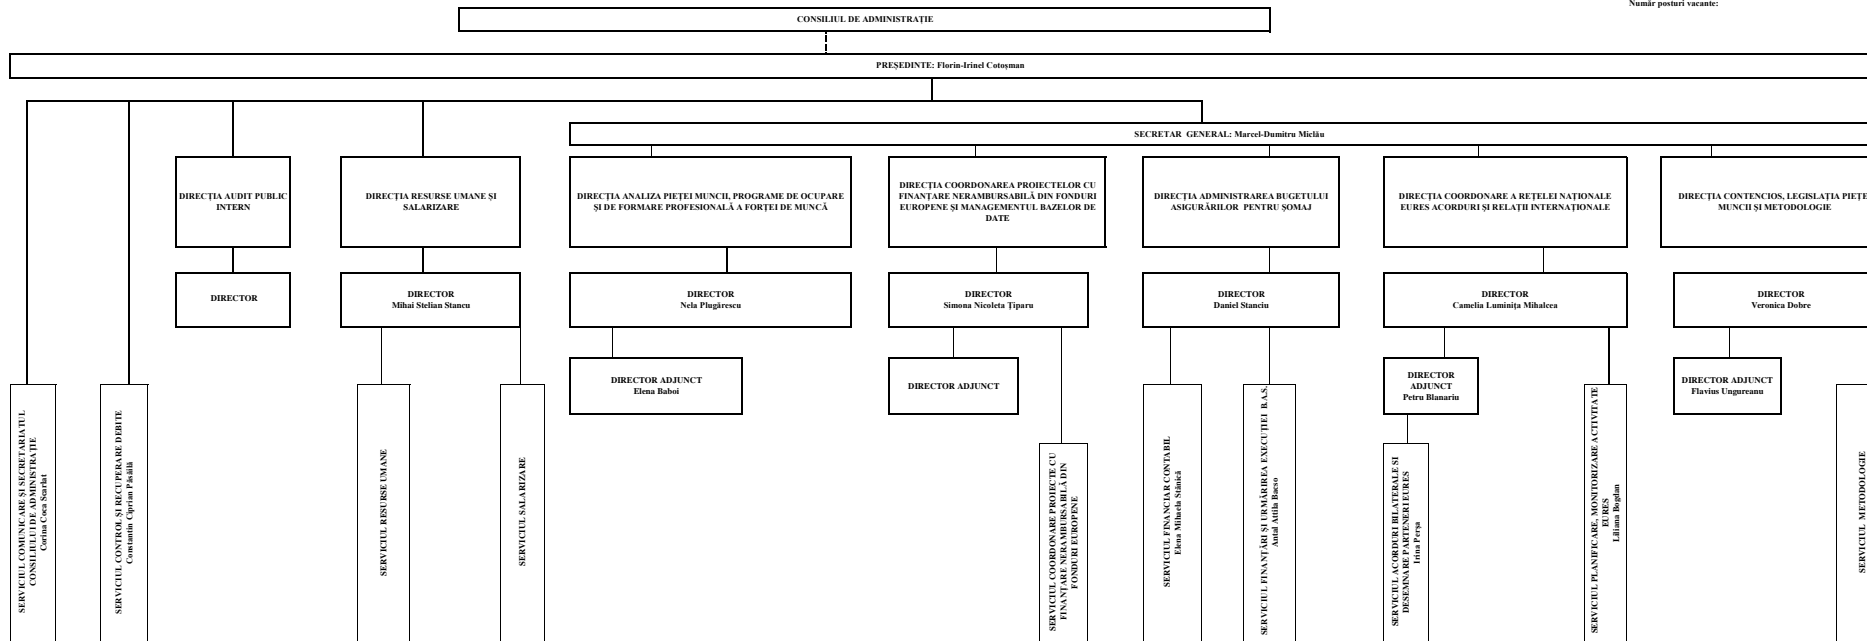 Număr posturi vacante:
CONSILIUL DE ADMINISTRAȚIE
PREȘEDINTE: Florin-Irinel Cotoșman
SECRETAR GENERAL: Marcel-Dumitru Miclău
DIRECȚIA AUDIT PUBLIC
INTERN
DIRECȚIA RESURSE UMANE ȘI
SALARIZARE
DIRECȚIA ANALIZA PIEȚEI MUNCII, PROGRAME DE OCUPARE
ȘI DE FORMARE PROFESIONALĂ A FORȚEI DE MUNCĂ
DIRECȚIA COORDONAREA PROIECTELOR CU
FINANȚARE NERAMBURSABILĂ DIN FONDURI
EUROPENE ȘI MANAGEMENTUL BAZELOR DE
DATE
DIRECȚIA ADMINISTRAREA BUGETULUI
ASIGURĂRILOR PENTRU ȘOMAJ
DIRECȚIA COORDONARE A REȚELEI NAȚIONALE
EURES ACORDURI ȘI RELAȚII INTERNAȚIONALE
DIRECȚIA CONTENCIOS, LEGISLAȚIA PIEȚE
MUNCII ȘI METODOLOGIE
DIRECTOR
DIRECTOR
Mihai Stelian Stancu
DIRECTOR
Nela Plugărescu
DIRECTOR
Simona Nicoleta Țiparu
DIRECTOR
Daniel Stanciu
DIRECTOR
Camelia Luminița Mihalcea
DIRECTOR
Veronica Dobre
DIRECTOR ADJUNCT
Elena Baboi
DIRECTOR ADJUNCT
DIRECTOR
ADJUNCT
Petru Blanariu
DIRECTOR ADJUNCT
Flavius Ungureanu
SERVICIUL COMUNICARE ȘI SECRETARIATUL
CONSILIULUI DE ADMINISTRAȚIE
Corina Coca Scarlat
SERVICIUL CONTROL ȘI RECUPERARE DEBITE
Constantin Ciprian Păsăilă
SERVICIUL RESURSE UMANE
SERVICIUL SALARIZARE
SERVICIUL COORDONARE PROIECTE CU
FINANȚARE NERAMBURSABILĂ DIN
FONDURI EUROPENE
SERVICIUL FINANCIAR CONTABIL
Elena Mihaela Stănică
SERVICIUL FINANȚĂRI ȘI URMĂRIREA EXECUȚIEI B.A.S.
Antal Attila Bacso
SERVICIUL ACORDURI BILATERALE SI
DESEMNARE PARTENERI EURES
Irina Perșa
SERVICIUL PLANIFICARE, MONITORIZARE ACTIVITATE
EURES
Liliana Bogdan
SERVICIUL METODOLOGIE